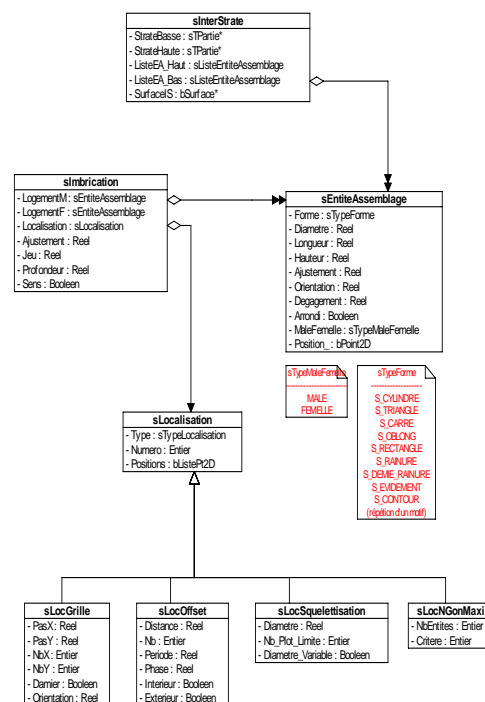 sInterStrate
- StrateBasse : sTPartie*
- StrateHaute : sTPartie*
- ListeEA_Haut : sListeEntiteAssemblage
- ListeEA_Bas : sListeEntiteAssemblage
- SurfaceIS : bSurface*
sImbrication
- LogementM : sEntiteAssemblage
- LogementF : sEntiteAssemblage
- Localisation : sLocalisation
- Ajustement : Reel
- Jeu : Reel
- Profondeur : Reel
- Sens : Booleen
sEntiteAssemblage
- Forme : sTypeForme
- Diametre : Reel
- Longueur : Reel
- Hauteur : Reel
- Ajustement : Reel
- Orientation : Reel
- Degagement : Reel
- Arrondi : Booleen
- MaleFemelle : sTypeMaleFemelle
- Position_ : bPoint2D
sTypeMaleFemelle
----------------------
MALE
FEMELLE
sTypeForme
------------------
S_CYLINDRE
S_TRIANGLE
S_CARRE
S_OBLONG
S_RECTANGLE
S_RAINURE
S_DEMIE_RAINURE
S_EVIDEMENT
S_CONTOUR
(répétion d'un motif)
sLocalisation
- Type : sTypeLocalisation
- Numero : Entier
- Positions : bListePt2D
sLocGrille
- PasX : Reel
- PasY : Reel
- NbX : Entier
- NbY : Entier
- Damier : Booleen
- Orientation : Reel
sLocOffset
- Distance : Reel
- Nb : Entier
- Periode : Reel
- Phase : Reel
- Interieur : Booleen
- Exterieur : Booleen
sLocSquelettisation
- Diametre : Reel
- Nb_Plot_Limite : Entier
- Diametre_Variable : Booleen
sLocNGonMaxi
- NbEntites : Entier
- Critere : Entier